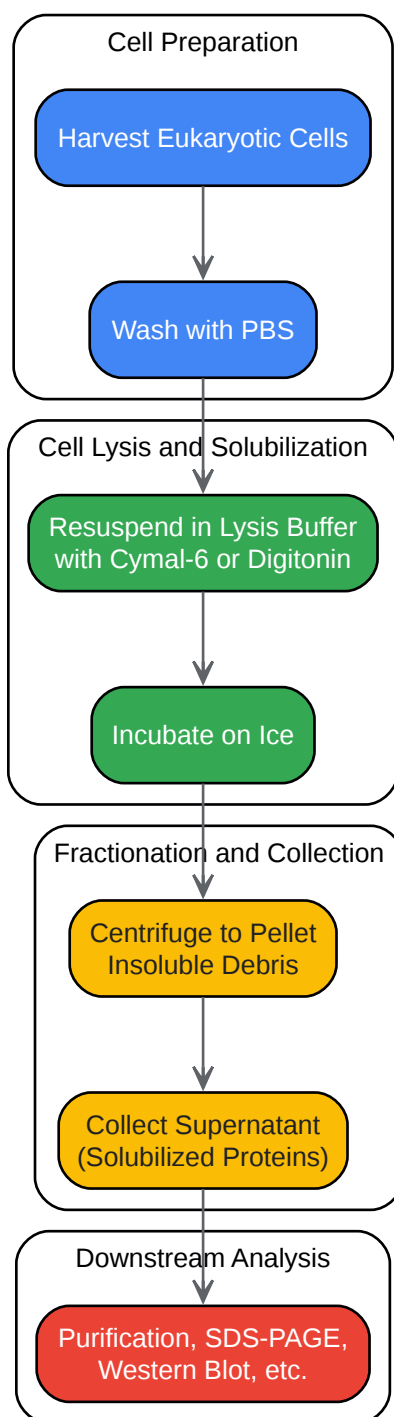 Cell Preparation
Harvest Eukaryotic Cells
Wash with PBS
Cell Lysis and Solubilization
Resuspend in Lysis Buffer
with Cymal-6 or Digitonin
Incubate on Ice
Fractionation and Collection
Centrifuge to Pellet
Insoluble Debris
Collect Supernatant
(Solubilized Proteins)
Downstream Analysis
Purification, SDS-PAGE,
Western Blot, etc.